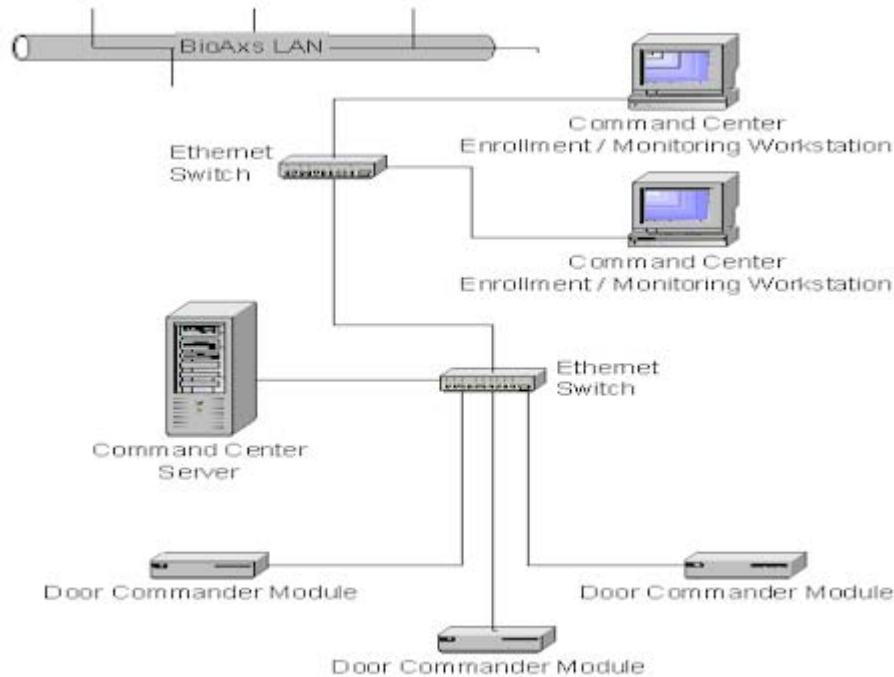 BioAxs LAN
Command Center
Enrollment / Monitoring Workstation
Ethernet
Switch
Command Center
Enrollment / Monitoring Workstation
Ethernet
Switch
Command Center
Server
Door Commander Module
Door Commander Module
Door Commander Module